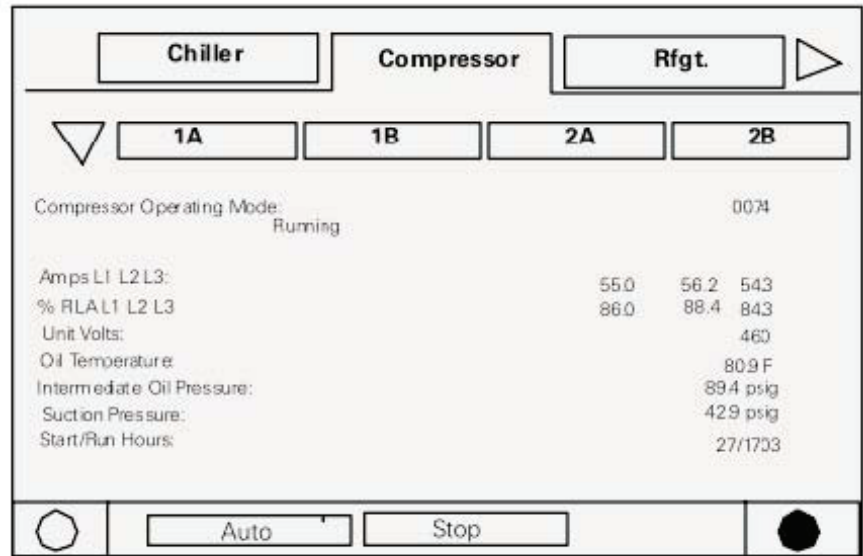 Chiller Compressor Rfgt.
1A 1B 2A 2B
Compressor Operating Mode: 0074
Running
Amps L1 L2 L3: 55.0 56.2 54.3
% RLA L1 L2 L3 86.0 88.4 84.3
Unit Volts: 460
Oil Temperature: 80.9 F
Intermediate Oil Pressure: 89.4 psig
Suction Pressure: 42.9 psig
Start/Run Hours: 27/1703
Auto Stop